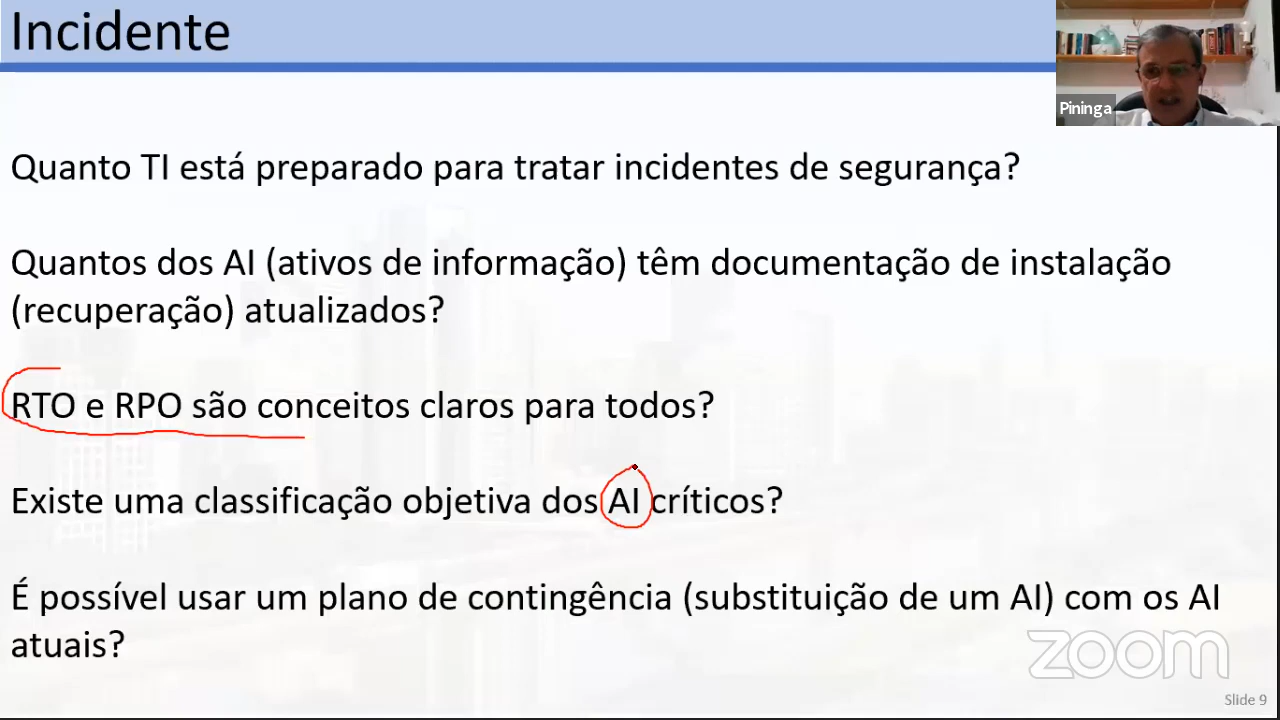 Incidente
Pininga
Quanto TI está preparado para tratar incidentes de segurança?
Quantos dos AI (ativos de informação) têm documentação de instalação
(recuperação) atualizados?
RTO e RPO são conceitos claros para todos?
Existe uma classificação objetiva dos AI críticos?
É possível usar um plano de contingência (substituição de um AI) com os AI
atuais?
zoom
Slide 9